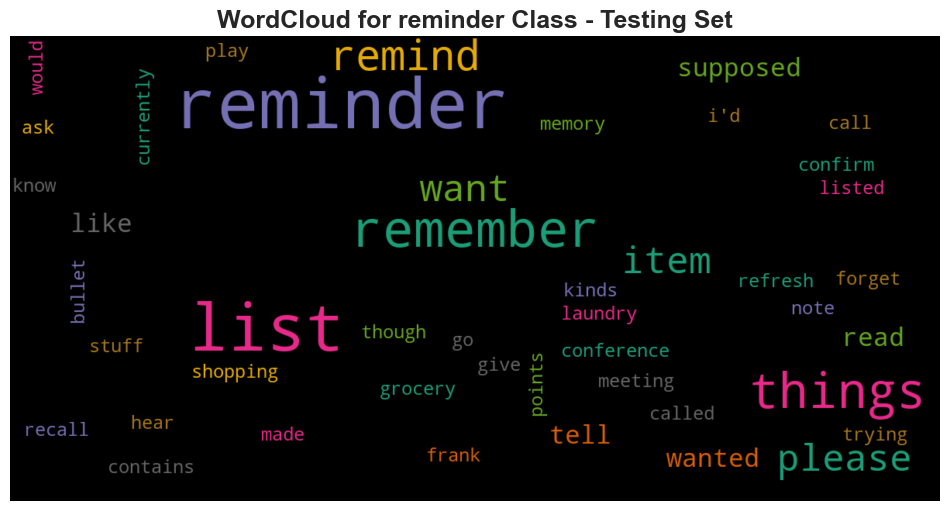 WordCloud for reminder Class - Testing Set
would
play
remind
supposed
currently
reminder
ask
memory
i'd
call
know
confirm
listed
want
like
remember
item
bullet
kinds
refresh
forget
laundry
note
list
though
go
read
stuff
shopping
give
conference
points
grocery
meeting
things
called
recall
hear
made
tell
trying
contains
frank
wanted
please